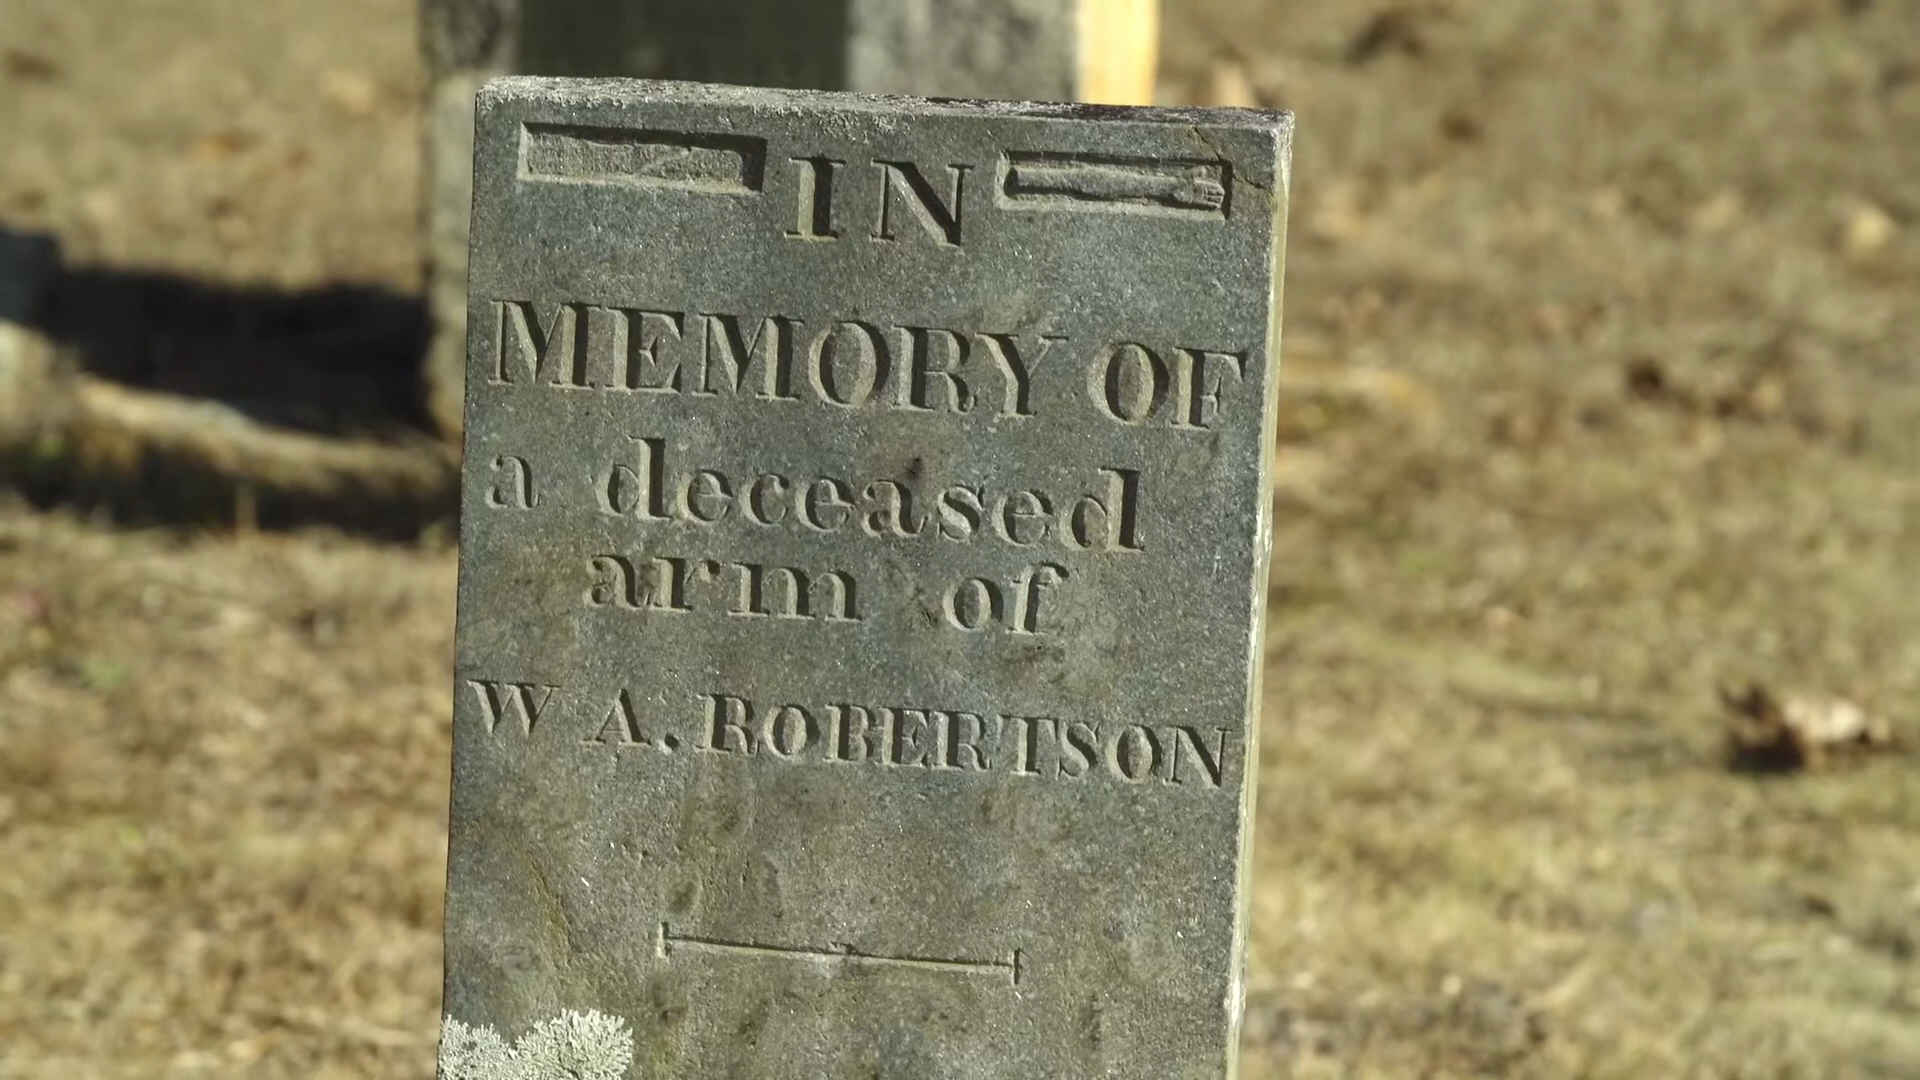 IN
MEMORY OF
a deceased
arm of
W A. ROBERTSON